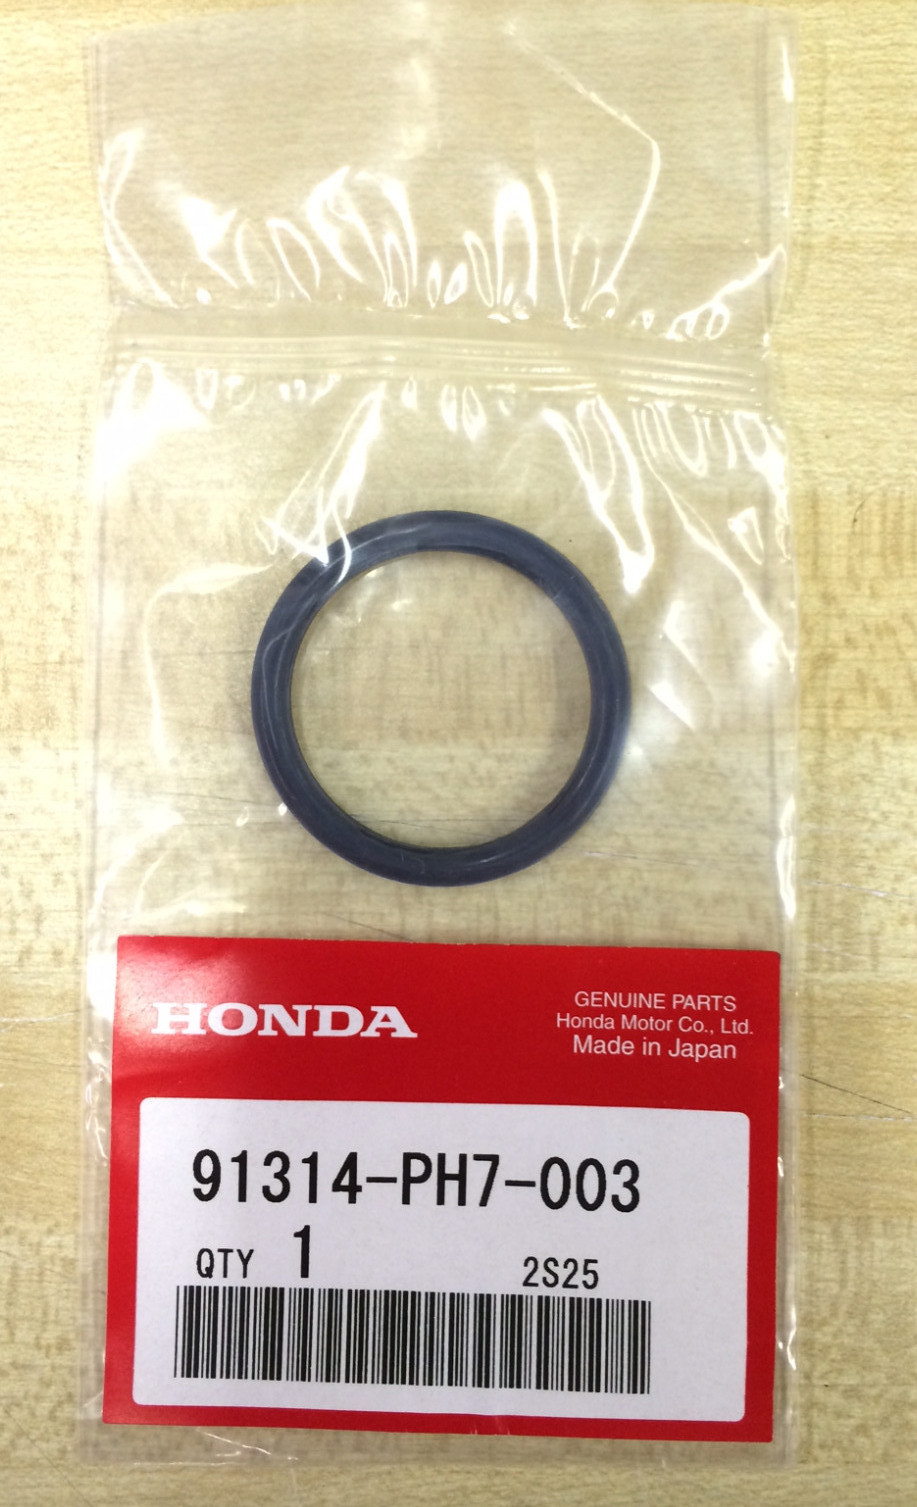 HONDA
GENUINE PARTS
Honda Motor Co., Ltd.
Made in Japan
91314-PH7-003
QTY 1
2S25